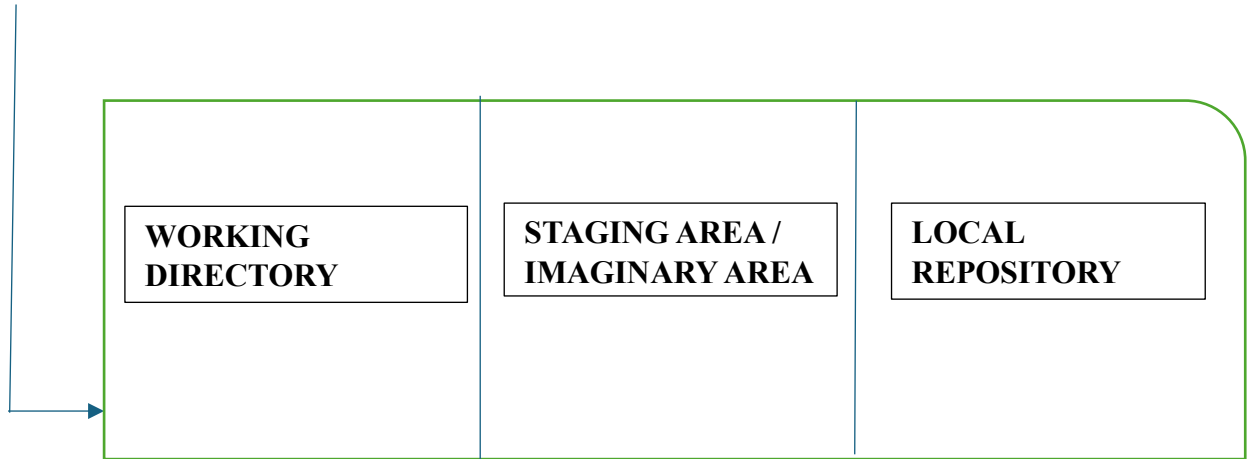 WORKING
DIRECTORY
STAGING AREA /
IMAGINARY AREA
LOCAL
REPOSITORY